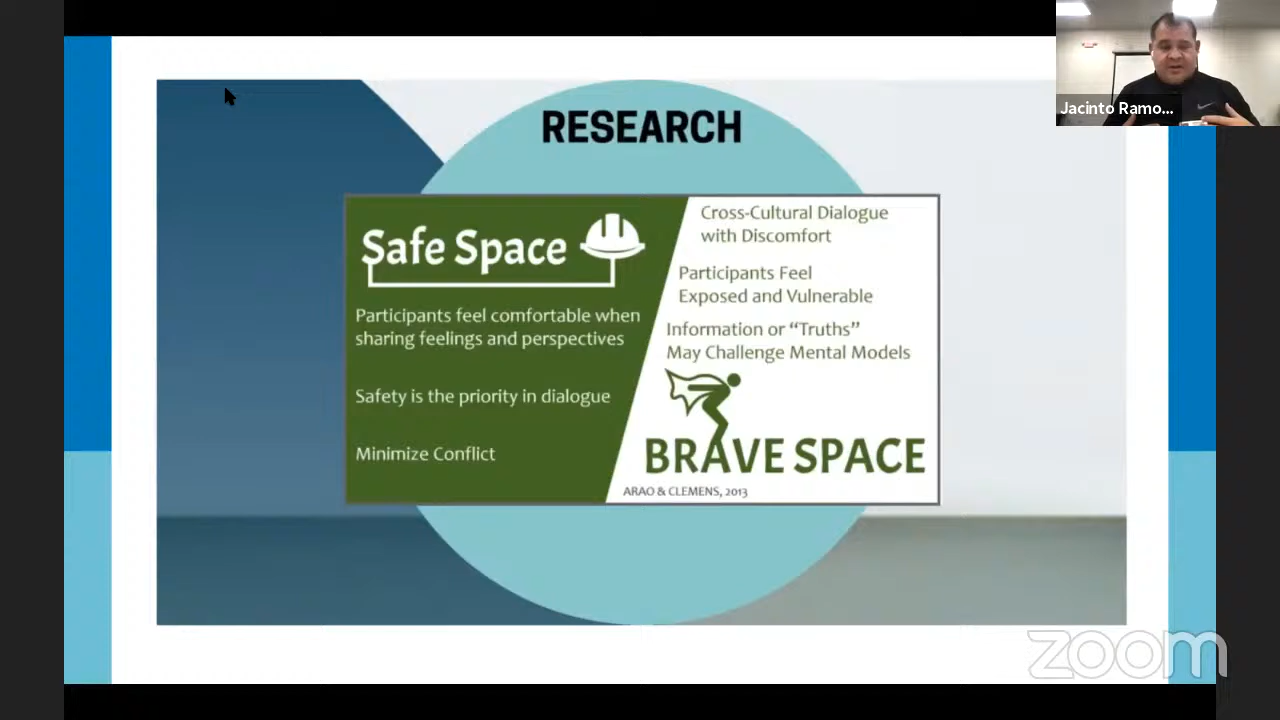 RESEARCH
Safe Space
Participants feel comfortable when
sharing feelings and perspectives
Safety is the priority in dialogue
Minimize Conflict
Cross-Cultural Dialogue
with Discomfort
Participants Feel
Exposed and Vulnerable
Information or “Truths”
May Challenge Mental Models
BRAVE SPACE
ARAO & CLEMENS, 2013
Jacinto Ramo...
zoom